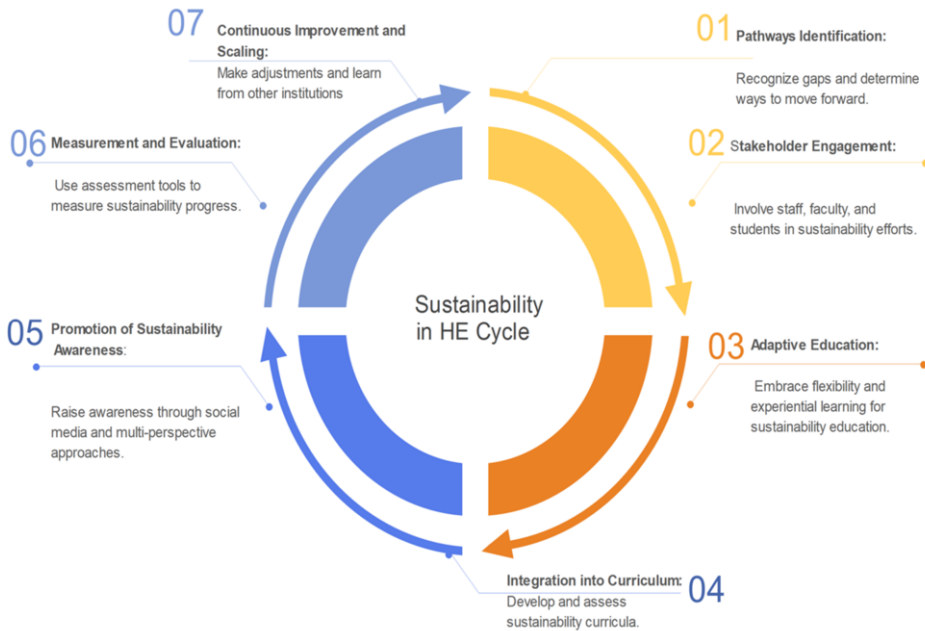 01
Pathways Identification:
Recognize gaps and determine
ways to move forward.
02
Stakeholder Engagement:
Involve staff, faculty, and
students in sustainability efforts.
03
Adaptive Education:
Embrace flexibility and
experiential learning for
sustainability education.
04
Integration into Curriculum:
Develop and assess
sustainability curricula.
05
Promotion of Sustainability
Awareness:
Raise awareness through social
media and multi-perspective
approaches.
06
Measurement and Evaluation:
Use assessment tools to
measure sustainability progress.
07
Continuous Improvement and
Scaling:
Make adjustments and learn
from other institutions
Sustainability
in HE Cycle